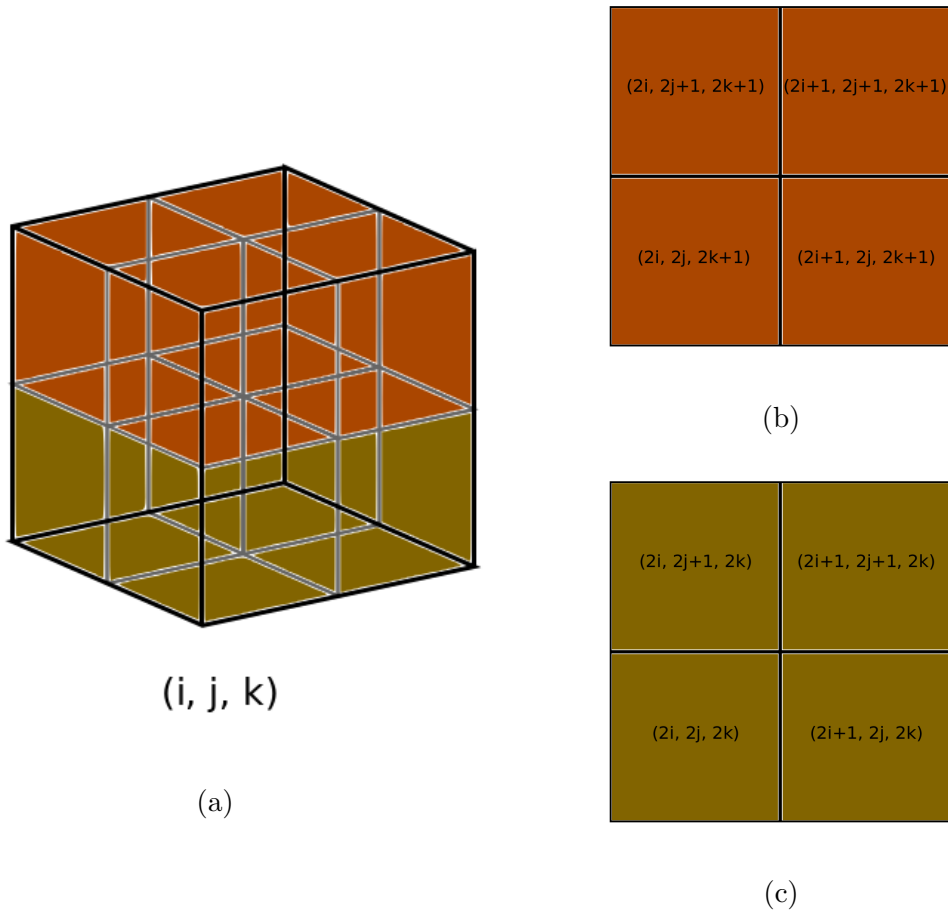 (i, j, k)
(a)
(2i, 2j+1, 2k+1)
(2i+1, 2j+1, 2k+1)
(2i, 2j, 2k+1)
(2i+1, 2j, 2k+1)
(b)
(2i, 2j+1, 2k)
(2i+1, 2j+1, 2k)
(2i, 2j, 2k)
(2i+1, 2j, 2k)
(c)